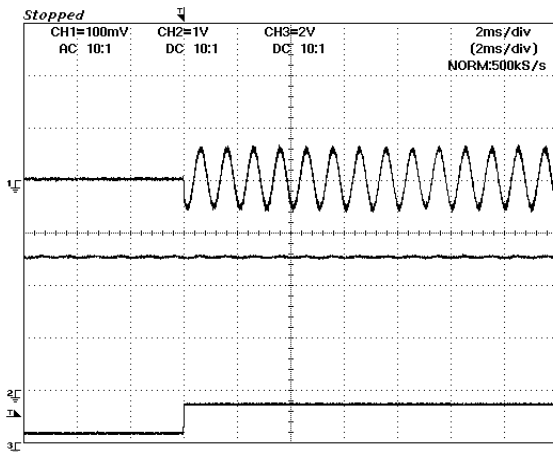 Stopped
CH1=100mV CH2=1V CH3=2V 2ms/div
AC 10:1 DC 10:1 DC 10:1 (2ms/div)
NORM:500kS/s
T
1
2
T
3